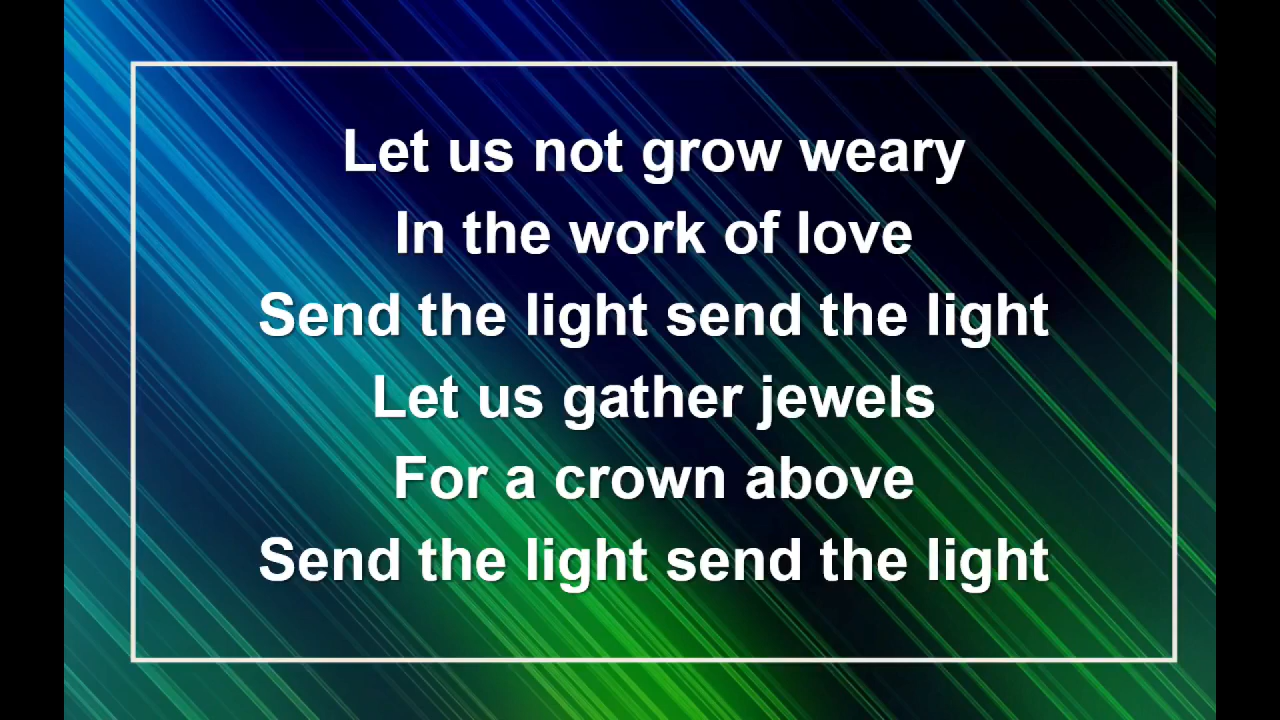 Let us not grow weary
In the work of love
Send the light send the light
Let us gather jewels
For a crown above
Send the light send the light